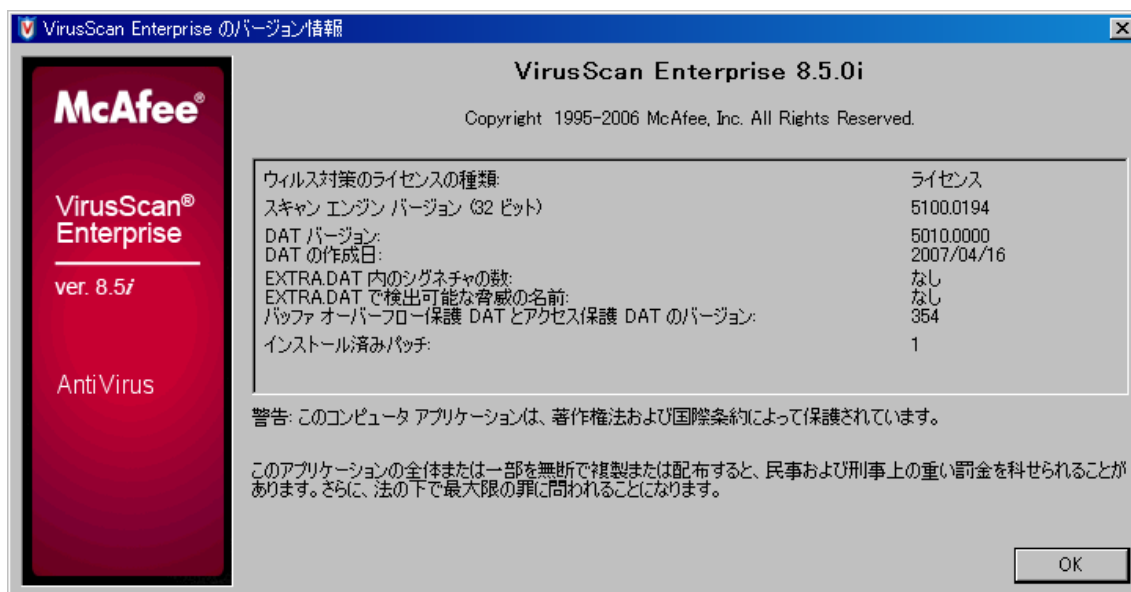 VirusScan Enterprise のバージョン情報
McAfee®
VirusScan®
Enterprise
ver. 8.5i
AntiVirus
VirusScan Enterprise 8.5.0i
Copyright 1995-2006 McAfee, Inc. All Rights Reserved.
ウィルス対策のライセンスの種類: ライセンス
スキャン エンジン バージョン (32 ビット) 5100.0194
DAT バージョン: 5010.0000
DAT の作成日: 2007/04/16
EXTRA.DAT 内のシグネチャの数: なし
EXTRA.DAT で検出可能な脅威の名前: なし
バッファ オーバーフロー保護 DAT とアクセス保護 DAT のバージョン: 354
インストール済みパッチ: 1
警告: このコンピュータ アプリケーションは、著作権法および国際条約によって保護されています。
このアプリケーションの全体または一部を無断で複製または配布すると、民事および刑事上の重い罰金を科せられることが
あります。さらに、法の下で最大限の罪に問われることになります。
OK